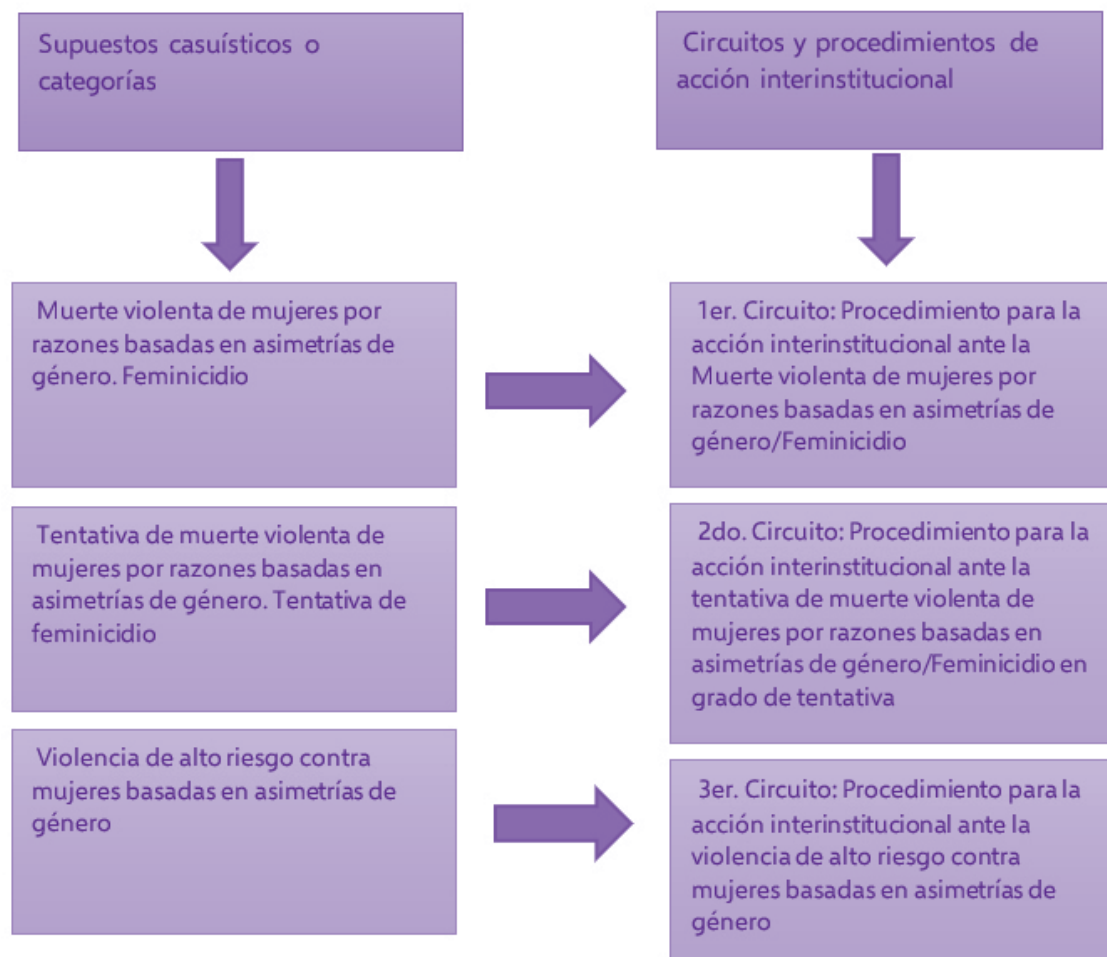 Supuestos casuísticos o
categorías
Circuitos y procedimientos de
acción interinstitucional
Muerte violenta de mujeres por
razones basadas en asimetrías de
género. Feminicidio
1er. Circuito: Procedimiento para la
acción interinstitucional ante la
Muerte violenta de mujeres por
razones basadas en asimetrías de
género/Feminicidio
Tentativa de muerte violenta de
mujeres por razones basadas en
asimetrías de género. Tentativa de
feminicidio
2do. Circuito: Procedimiento para la
acción interinstitucional ante la
tentativa de muerte violenta de
mujeres por razones basadas en
asimetrías de género/Feminicidio en
grado de tentativa
Violencia de alto riesgo contra
mujeres basadas en asimetrías de
género
3er. Circuito: Procedimiento para la
acción interinstitucional ante la
violencia de alto riesgo contra
mujeres basadas en asimetrías de
género